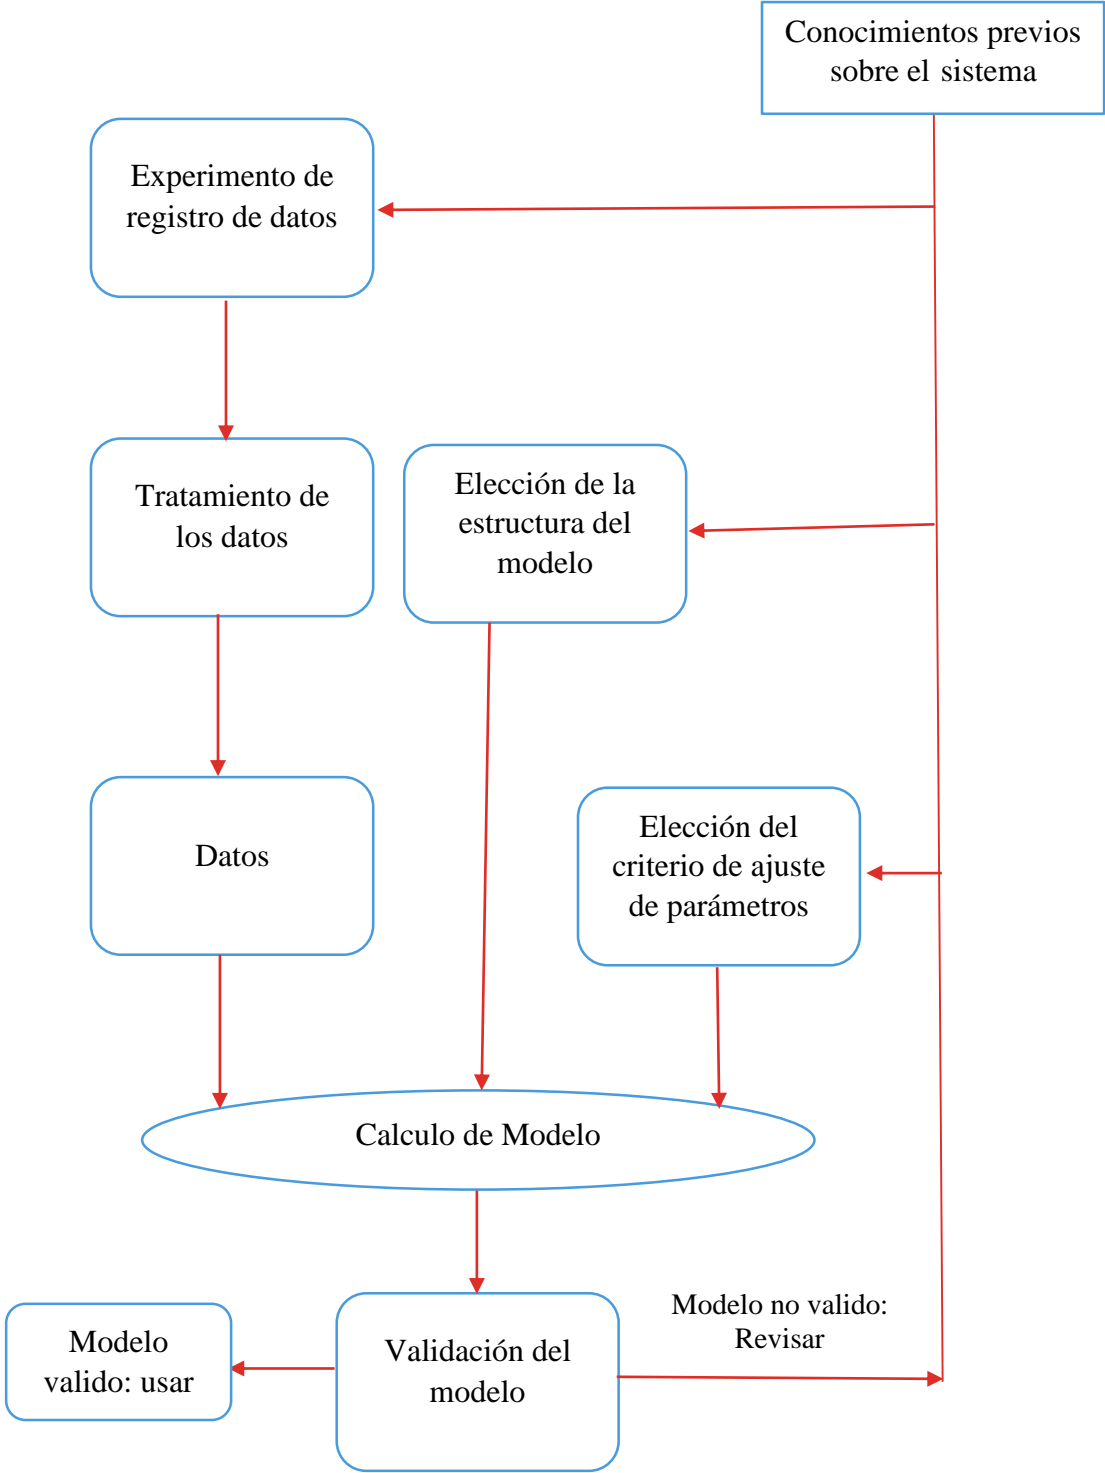 Conocimientos previos
sobre el sistema
Experimento de
registro de datos
Tratamiento de
los datos
Elección de la
estructura del
modelo
Datos
Elección del
criterio de ajuste
de parámetros
Calculo de Modelo
Modelo no valido:
Revisar
Validación del
modelo
Modelo
valido: usar